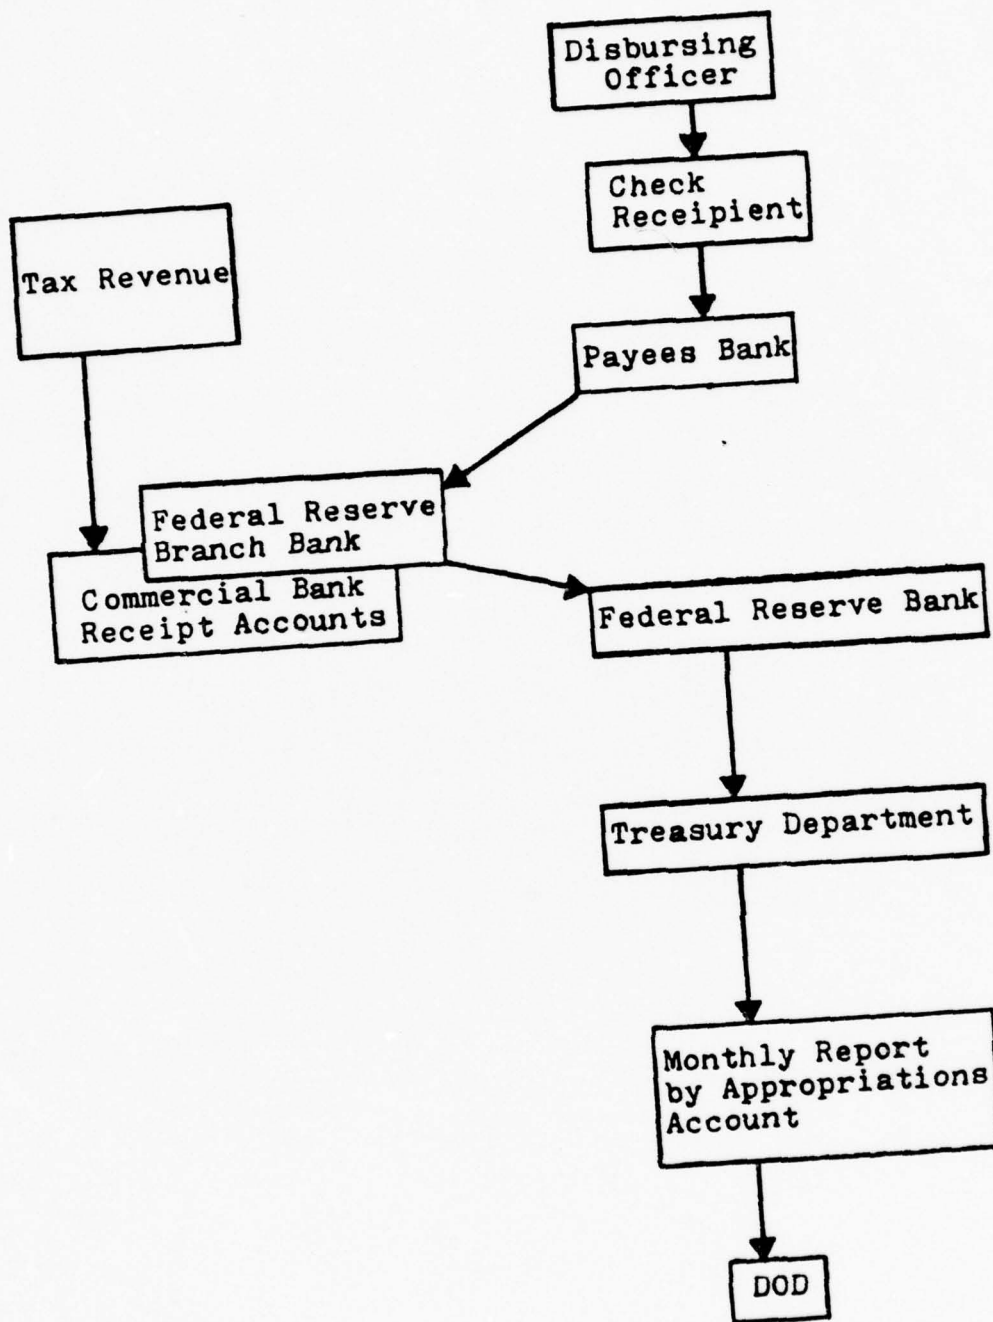 Disbursing
Officer
Check
Receipient
Tax Revenue
Payees Bank
Federal Reserve
Branch Bank
Commercial Bank
Receipt Accounts
Federal Reserve Bank
Treasury Department
Monthly Report
by Appropriations
Account
DOD